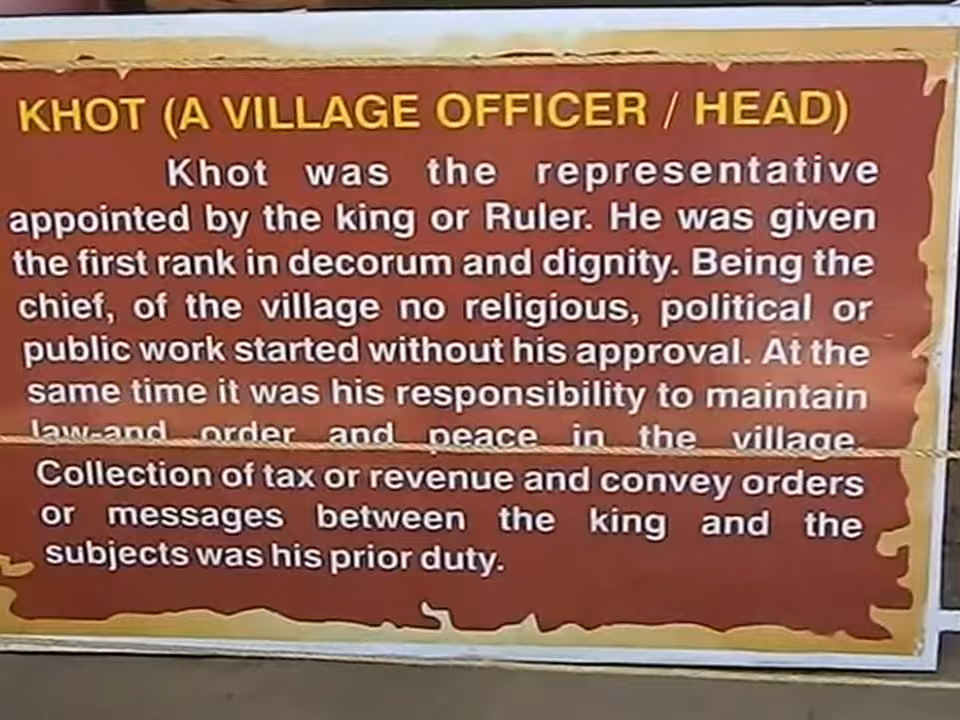 KHOT (A VILLAGE OFFICER / HEAD)
Khot was the representative
appointed by the king or Ruler. He was given
the first rank in decorum and dignity. Being the
chief, of the village no religious, political or
public work started without his approval. At the
same time it was his responsibility to maintain
law-and order and peace in the village.
Collection of tax or revenue and convey orders
or messages between the king and the
subjects was his prior duty.